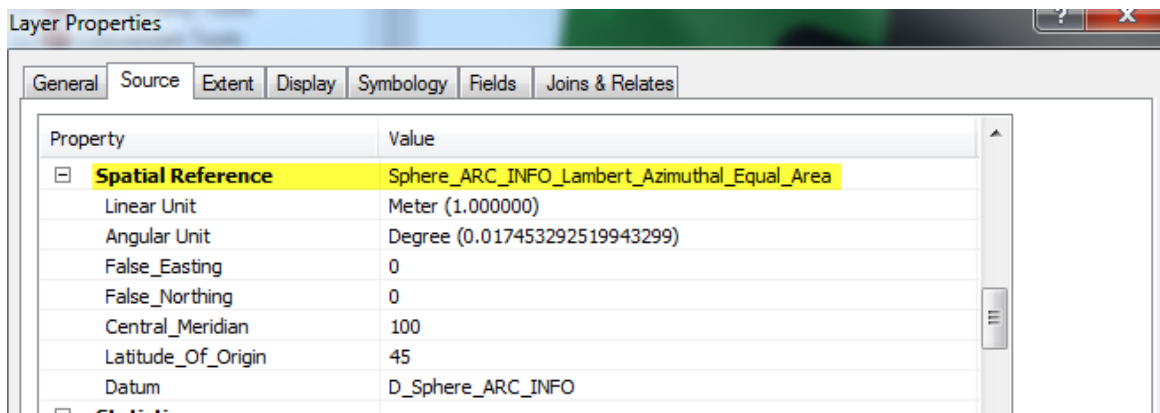 Layer Properties
General Source Extent Display Symbology Fields Joins & Relates
Property Value
Spatial Reference Sphere_ARC_INFO_Lambert_Azimuthal_Equal_Area
Linear Unit Meter (1.000000)
Angular Unit Degree (0.017453292519943299)
False_Easting 0
False_Northing 0
Central_Meridian 100
Latitude_Of_Origin 45
Datum D_Sphere_ARC_INFO